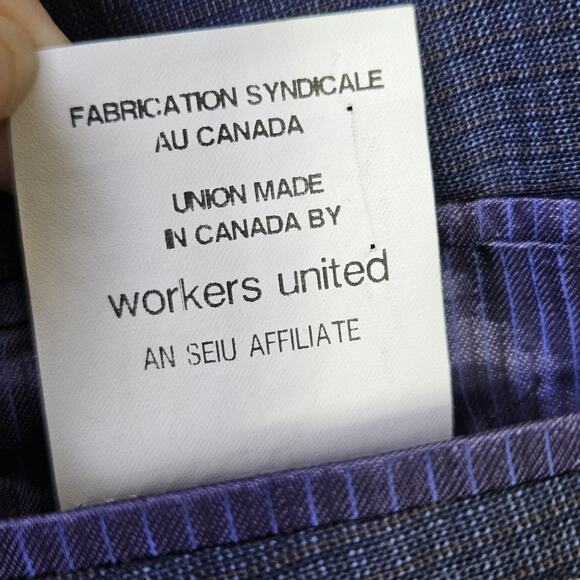 FABRICATION SYNDICALE
AU CANADA
UNION MADE
IN CANADA BY
workers united
AN SEIU AFFILIATE